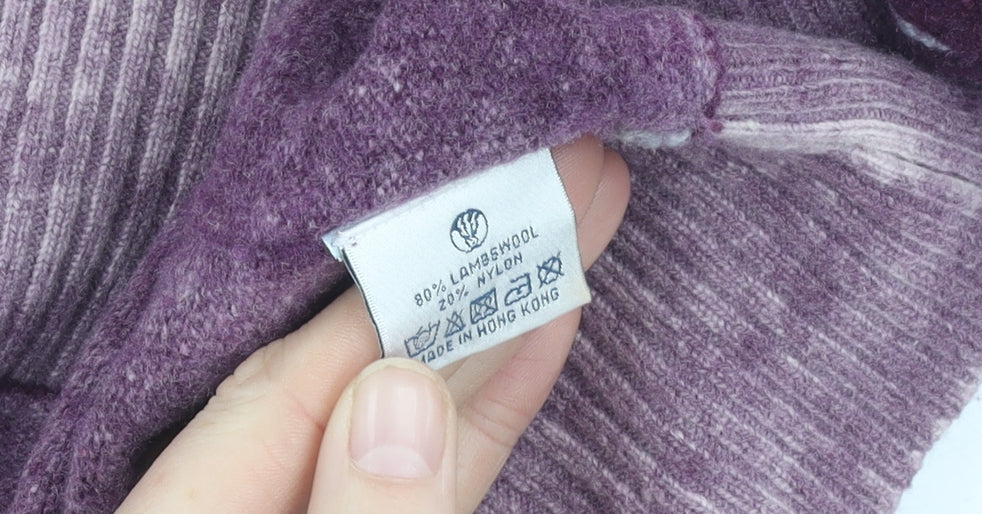 80% LAMBSWOOL
20% NYLON
MADE IN HONG KONG